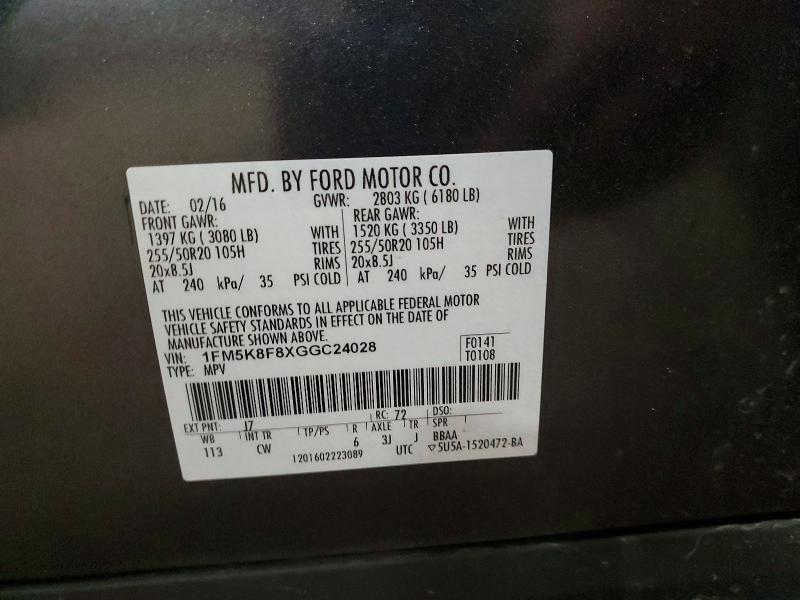 MFD. BY FORD MOTOR CO.
DATE: 02/16 GVWR: 2803 KG ( 6180 LB)
FRONT GAWR: REAR GAWR:
1397 KG ( 3080 LB) WITH 1520 KG ( 3350 LB) WITH
255/50R20 105H TIRES 255/50R20 105H TIRES
20x8.5J RIMS 20x8.5J RIMS
AT 240 kPa/ 35 PSI COLD AT 240 kPa/ 35 PSI COLD
THIS VEHICLE CONFORMS TO ALL APPLICABLE FEDERAL MOTOR
VEHICLE SAFETY STANDARDS IN EFFECT ON THE DATE OF
MANUFACTURE SHOWN ABOVE.
VIN: 1FM5K8F8XGGC24028 F0141
TYPE: MPV T0108
EXT PNT: J7 RC: 72 DSO:
WB INT TR TP/PS R AXLE TR SPR
113 CW 6 3J J BBAA
1201602223089 UTC ▽5U5A-1520472-BA